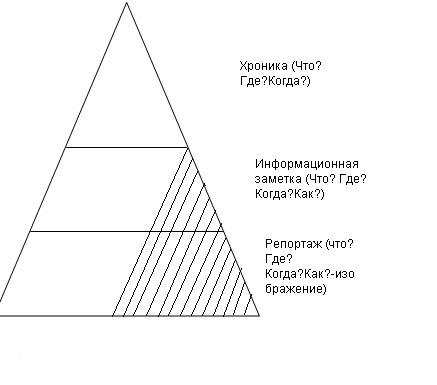 Хроника (Что?
Где?Когда?)
Информационная
заметка (Что? Где?
Когда?Как?)
Репортаж (что?
Где?
Когда?Как?-изо
бражение)